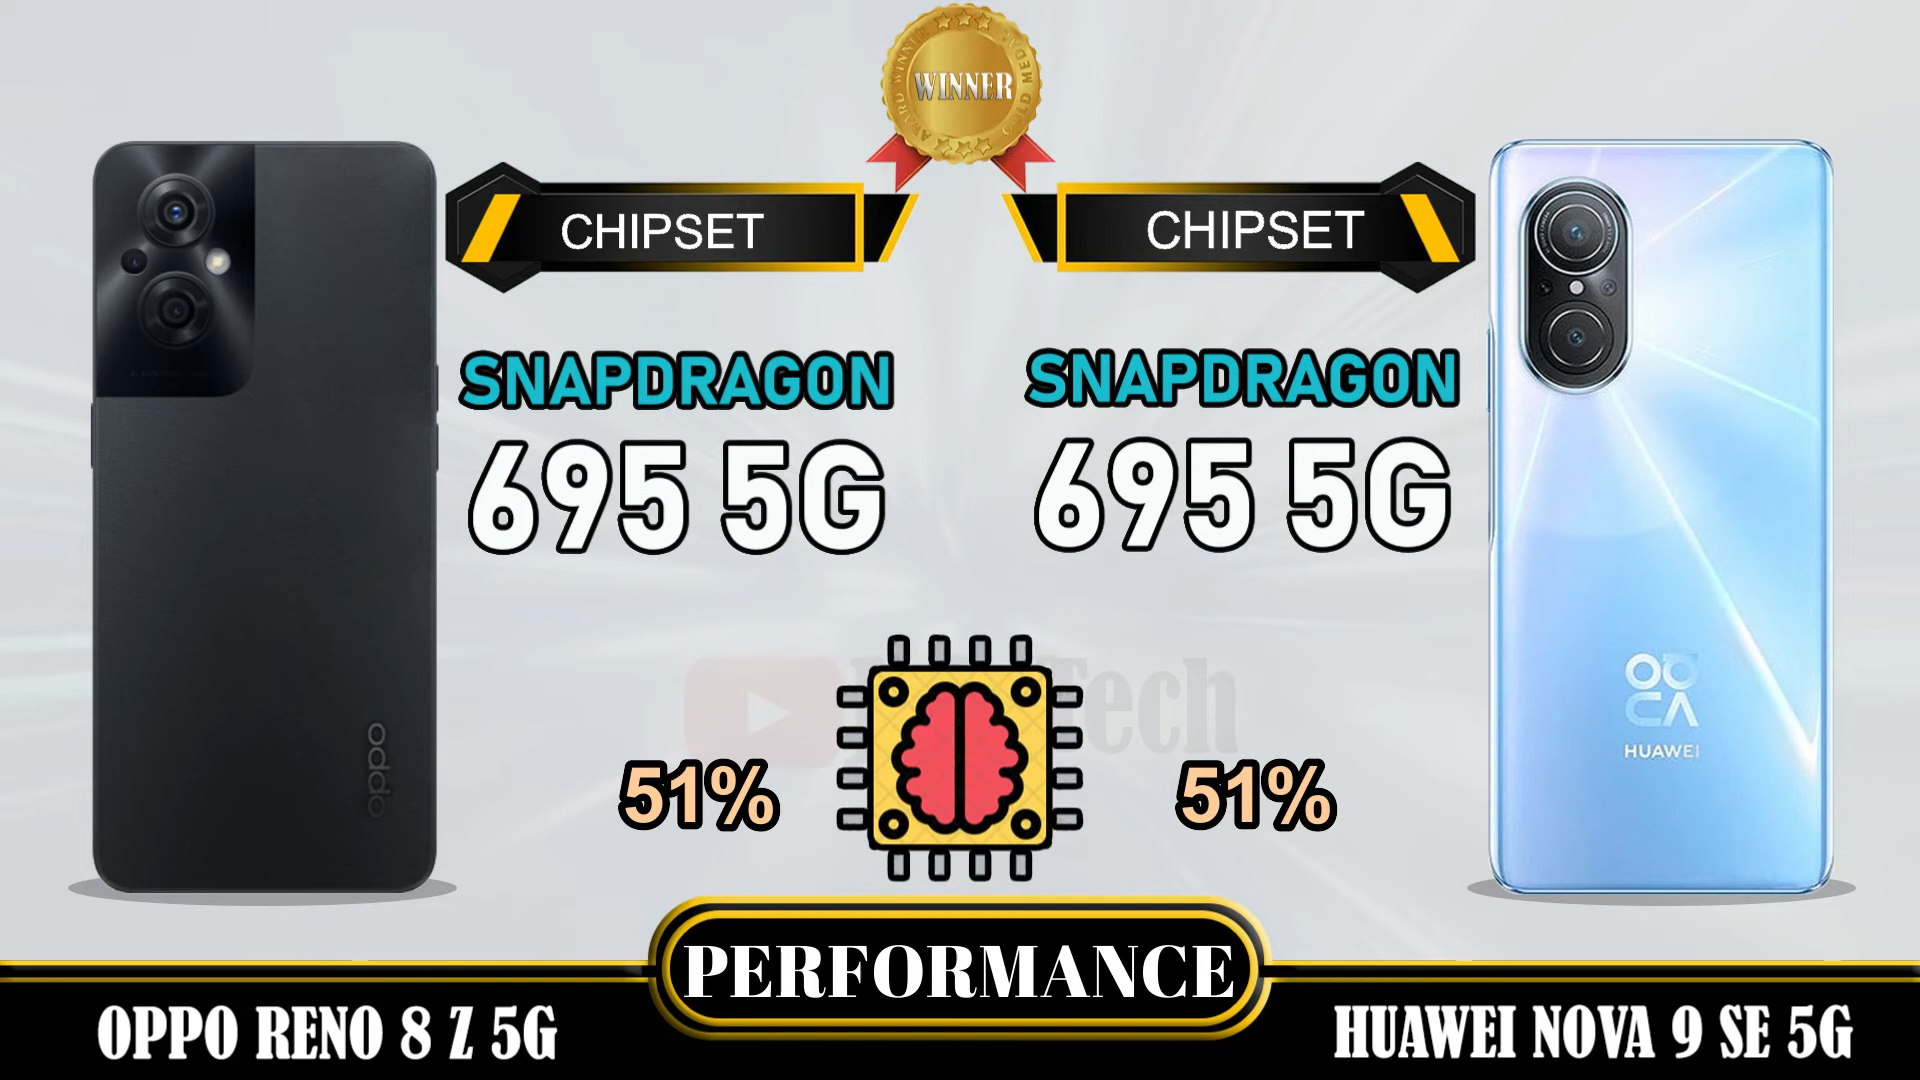 WINNER
CHIPSET
CHIPSET
SNAPDRAGON
695 5G
SNAPDRAGON
695 5G
Tech
51%
51%
oppo
HUAWEI
PERFORMANCE
OPPO RENO 8 Z 5G
HUAWEI NOVA 9 SE 5G